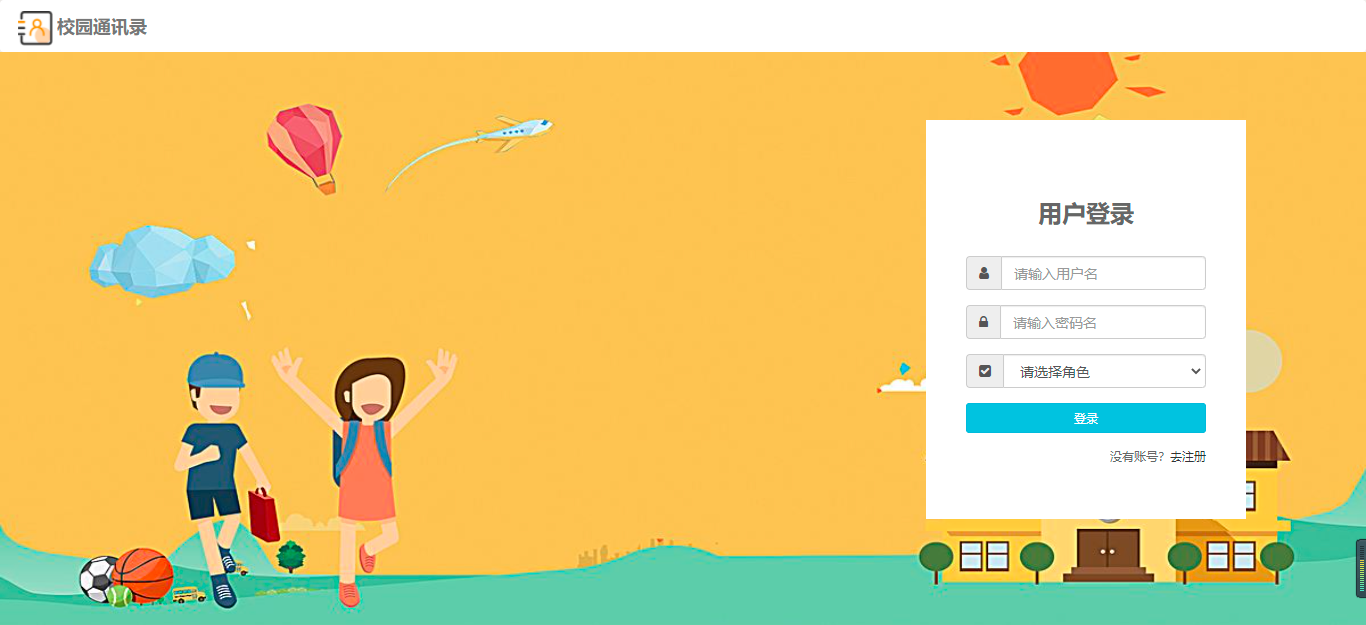 校园通讯录
用户登录
请输入用户名
请输入密码名
请选择角色
登录
没有账号？去注册